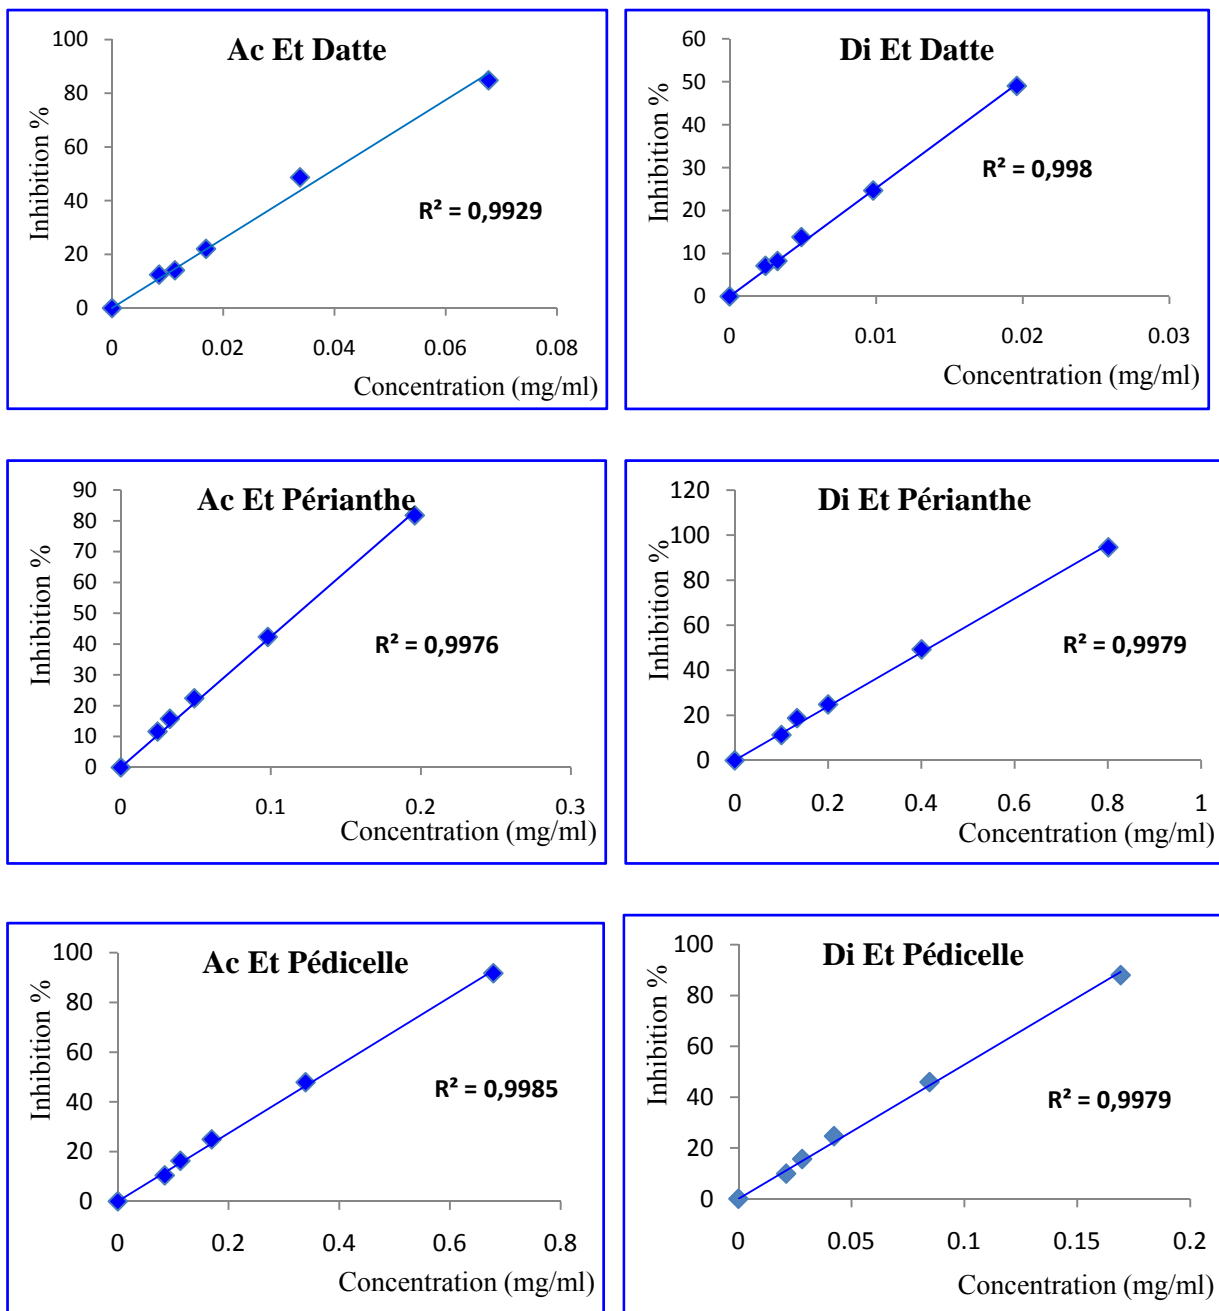 Ac Et Datte
Inhibition %
100
80
60
40
20
0
R² = 0,9929
0 0.02 0.04 0.06 0.08
Concentration (mg/ml)
Di Et Datte
Inhibition %
60
50
40
30
20
10
0
R² = 0,998
0 0.01 0.02 0.03
Concentration (mg/ml)
Ac Et Périanthe
Inhibition %
90
80
70
60
50
40
30
20
10
0
R² = 0,9976
0 0.1 0.2 0.3
Concentration (mg/ml)
Di Et Périanthe
Inhibition %
120
100
80
60
40
20
0
R² = 0,9979
0 0.2 0.4 0.6 0.8 1
Concentration (mg/ml)
Ac Et Pédicelle
Inhibition %
100
80
60
40
20
0
R² = 0,9985
0 0.2 0.4 0.6 0.8
Concentration (mg/ml)
Di Et Pédicelle
Inhibition %
100
80
60
40
20
0
R² = 0,9979
0 0.05 0.1 0.15 0.2
Concentration (mg/ml)